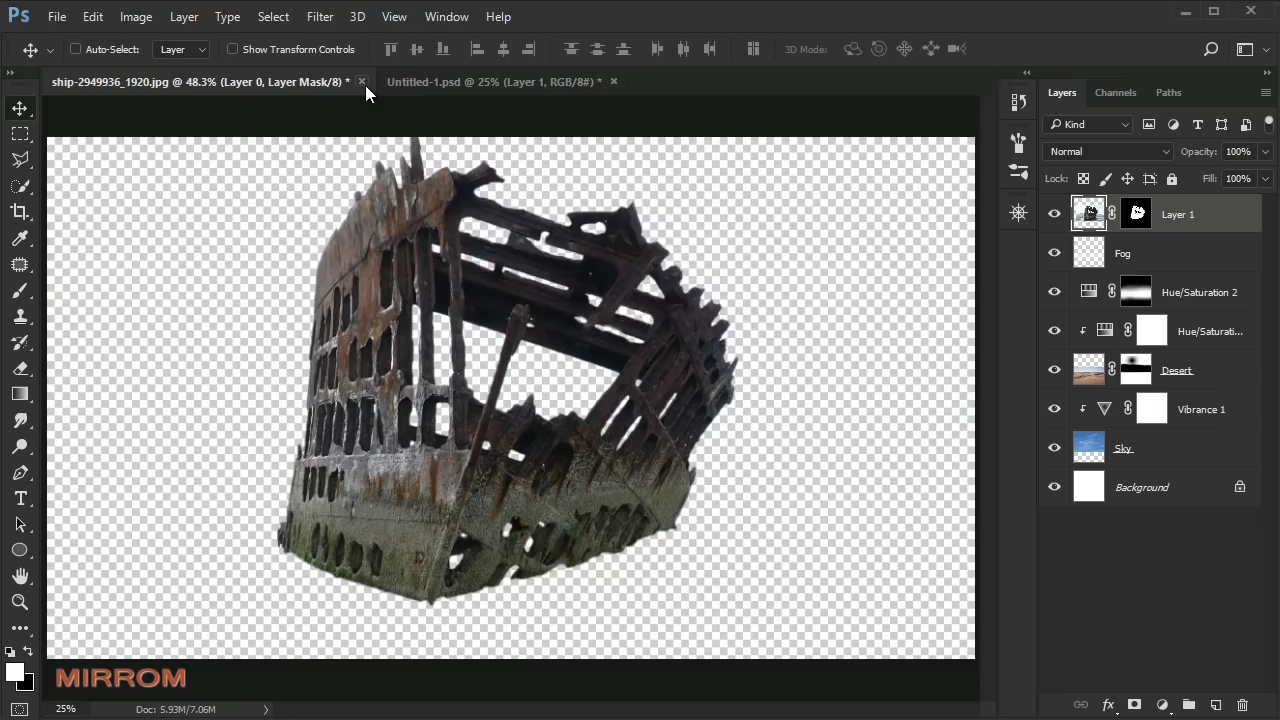 Ps File Edit Image Layer Type Select Filter 3D View Window Help
Auto-Select: Layer Show Transform Controls 3D Mode:
ship-2949936_1920.jpg @ 48.3% (Layer 0, Layer Mask/8) * Untitled-1.psd @ 25% (Layer 1, RGB/8#) *
Layers Channels Paths
Kind
Normal Opacity: 100%
Lock: Fill: 100%
Layer 1
Fog
Hue/Saturation 2
Hue/Saturati...
Desert
Vibrance 1
Sky
Background
MIRROM
25% Doc: 5.93M/7.06M